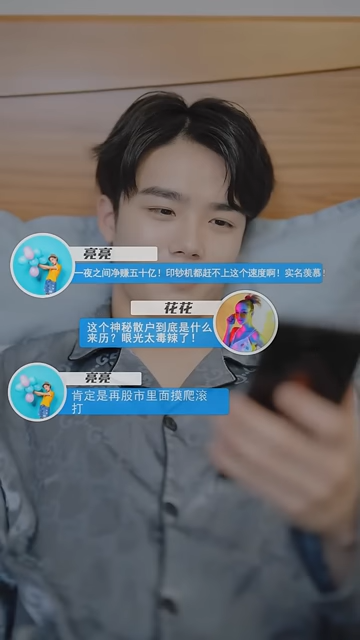 亮亮
一夜之间净赚五十亿！印钞机都赶不上这个速度啊！实名羡慕
花花
这个神秘散户到底是什么
来历？眼光太毒辣了！
亮亮
肯定是再股市里面摸爬滚
打